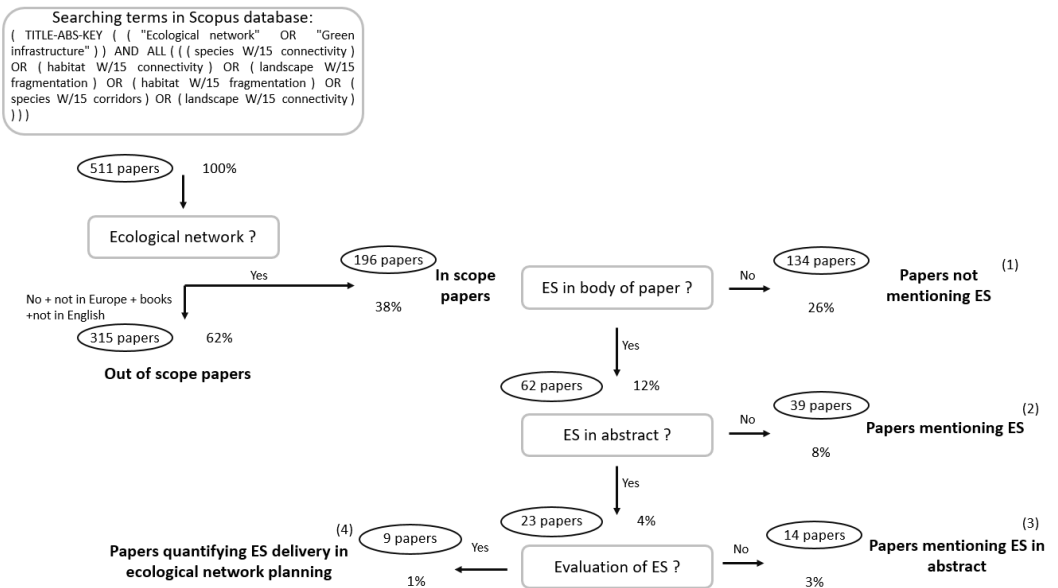 Searching terms in Scopus database:
( TITLE-ABS-KEY ( ( "Ecological network" OR "Green
infrastructure" ) ) AND ALL ( ( ( species W/15 connectivity )
OR ( habitat W/15 connectivity ) OR ( landscape W/15
fragmentation ) OR ( habitat W/15 fragmentation ) OR (
species W/15 corridors ) OR ( landscape W/15 connectivity )
) ) )
511 papers
100%
Ecological network ?
Yes
196 papers
In scope
papers
38%
No + not in Europe + books
+not in English
315 papers
62%
Out of scope papers
ES in body of paper ?
No
134 papers
26%
Papers not
mentioning ES
(1)
Yes
62 papers
12%
ES in abstract ?
No
39 papers
8%
Papers mentioning ES
(2)
Yes
23 papers
4%
Evaluation of ES ?
No
14 papers
3%
Papers mentioning ES in
abstract
(3)
Yes
9 papers
1%
(4)
Papers quantifying ES delivery in
ecological network planning